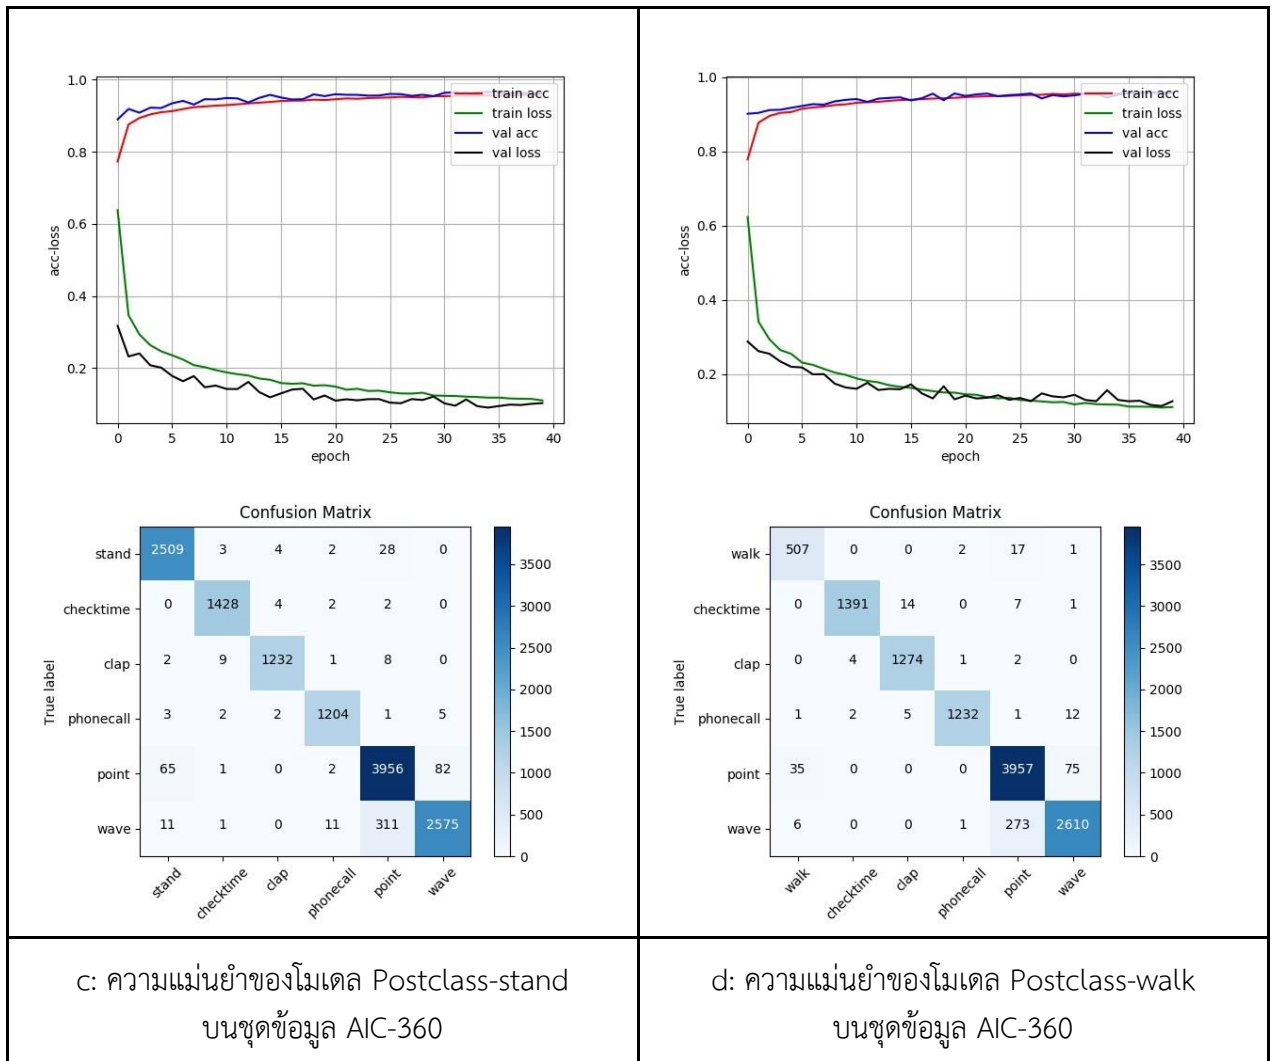 1.0
0.8
0.6
0.4
0.2
acc-loss
0
5
10
15
20
25
30
35
40
epoch
train acc
train loss
val acc
val loss
Confusion Matrix
True label
stand 2509 3 4 2 28 0
checktime 0 1428 4 2 2 0
clap 2 9 1232 1 8 0
phonecall 3 2 2 1204 1 5
point 65 1 0 2 3956 82
wave 11 1 0 11 311 2575
stand checktime clap phonecall point wave
3500
3000
2500
2000
1500
1000
500
0
c: ความแม่นยำของโมเดล Postclass-stand
บนชุดข้อมูล AIC-360
1.0
0.8
0.6
0.4
0.2
acc-loss
0
5
10
15
20
25
30
35
40
epoch
train acc
train loss
val acc
val loss
Confusion Matrix
True label
walk 507 0 0 2 17 1
checktime 0 1391 14 0 7 1
clap 0 4 1274 1 2 0
phonecall 1 2 5 1232 1 12
point 35 0 0 0 3957 75
wave 6 0 0 1 273 2610
walk checktime clap phonecall point wave
3500
3000
2500
2000
1500
1000
500
0
d: ความแม่นยำของโมเดล Postclass-walk
บนชุดข้อมูล AIC-360